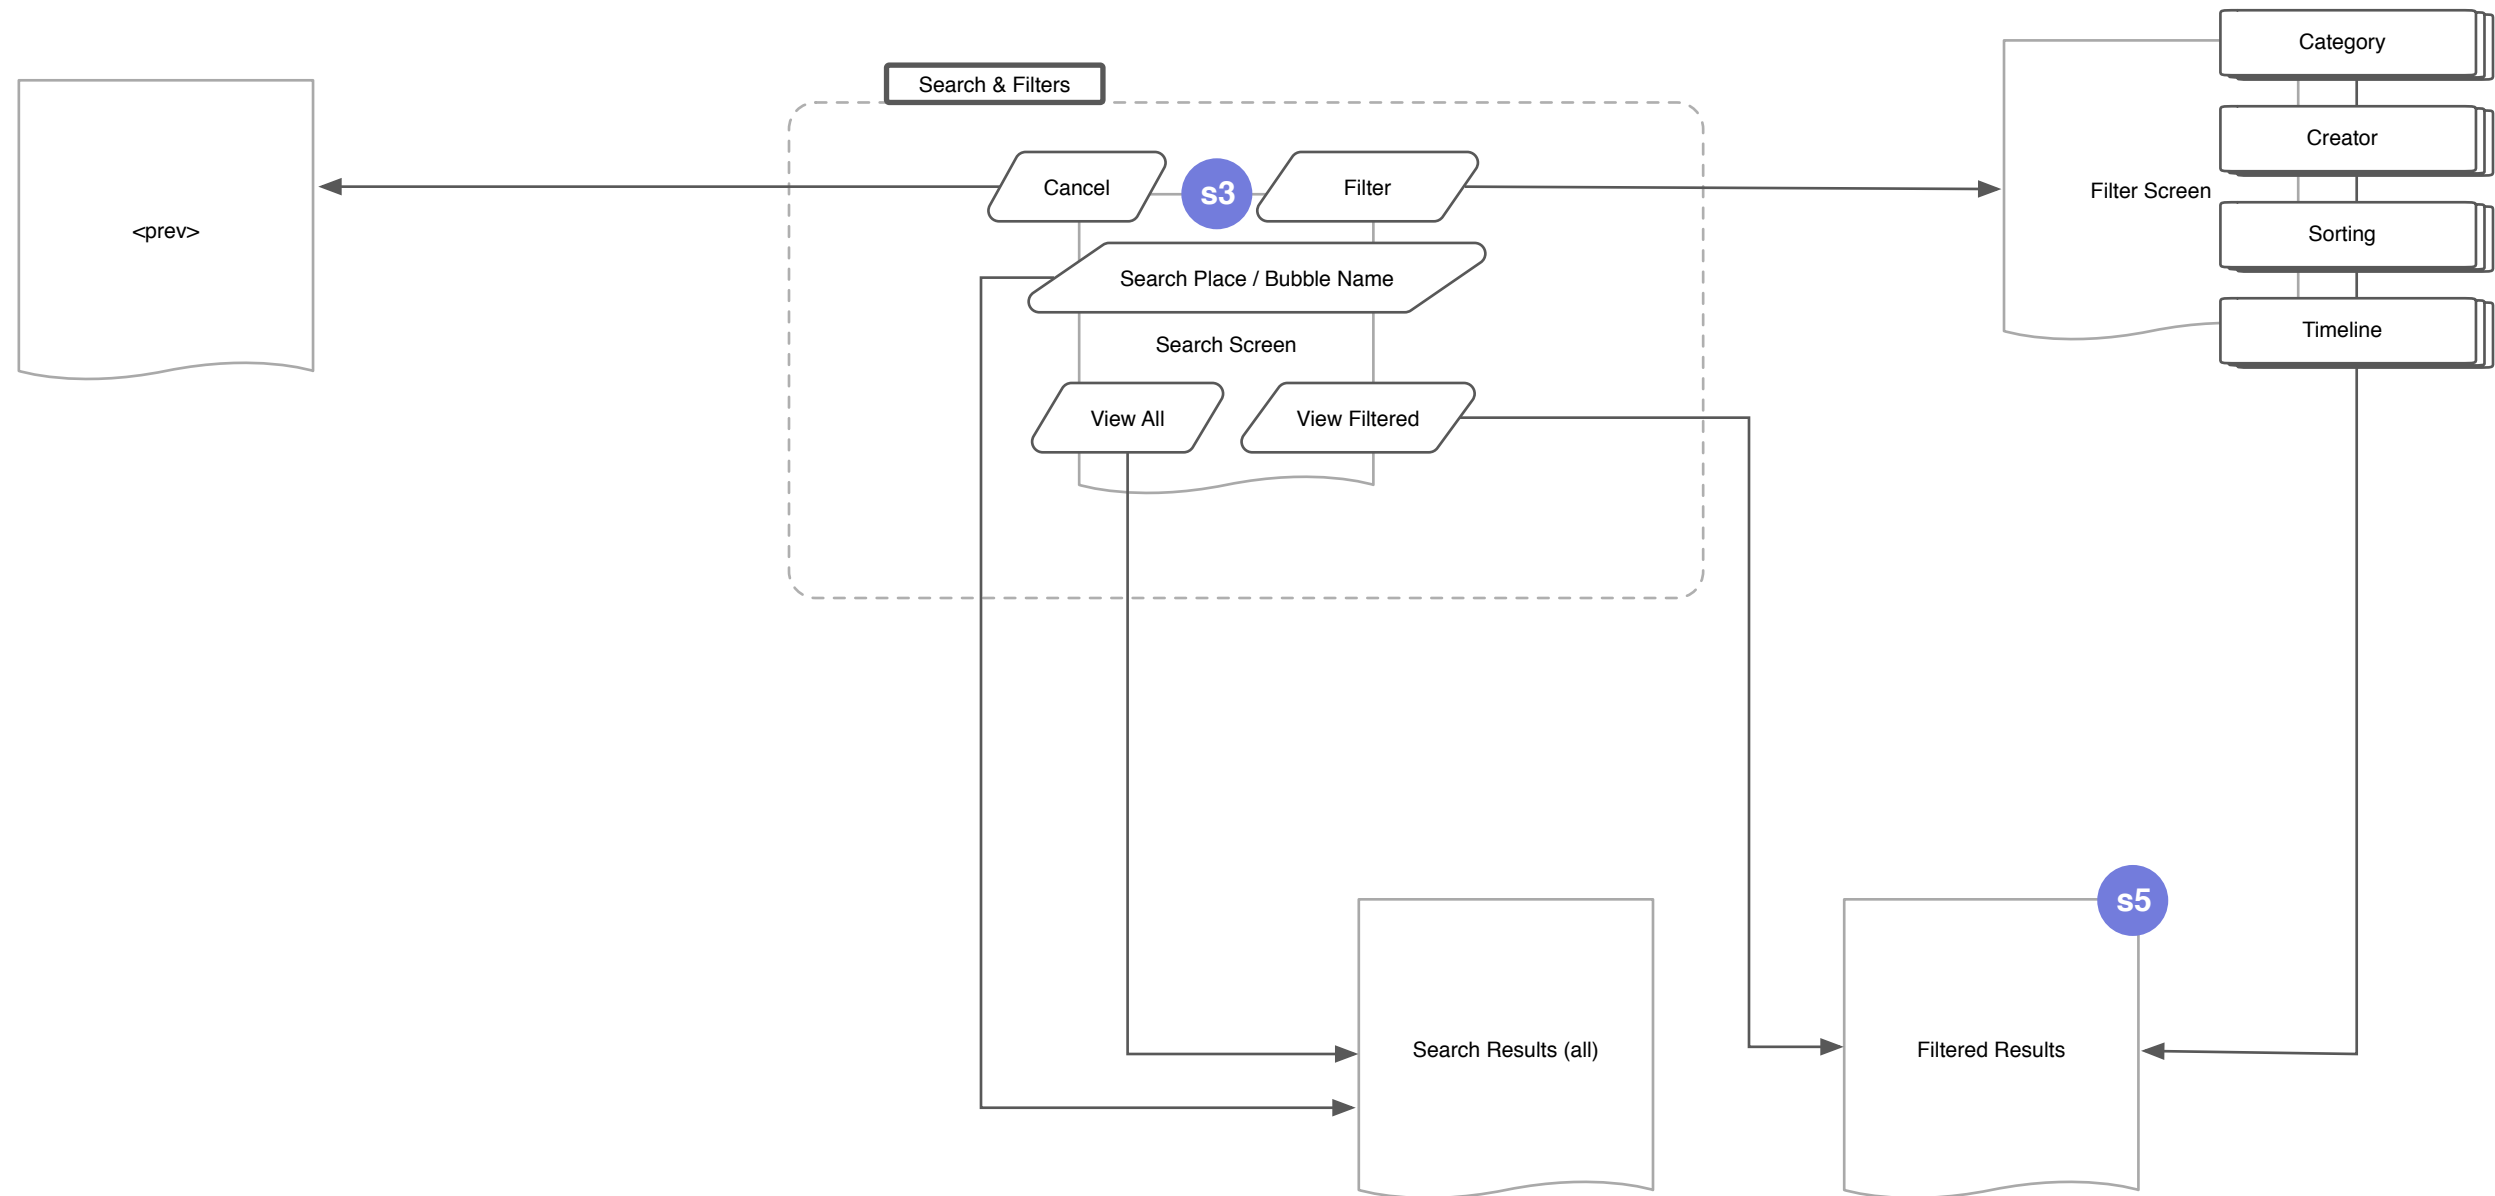 Category
Search & Filters
Creator
Cancel
s3
Filter
Filter Screen
<prev>
Sorting
Search Place / Bubble Name
Search Screen
Timeline
View All
View Filtered
s5
Search Results (all)
Filtered Results